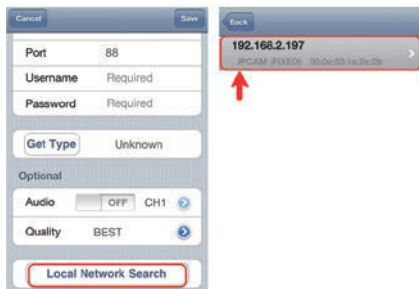 Cancel
Save
Port 88
Username Required
Password Required
Get Type Unknown
Optional
Audio OFF CH1
Quality BEST
Local Network Search
Back
192.168.2.197
IPCAM (FIXED)